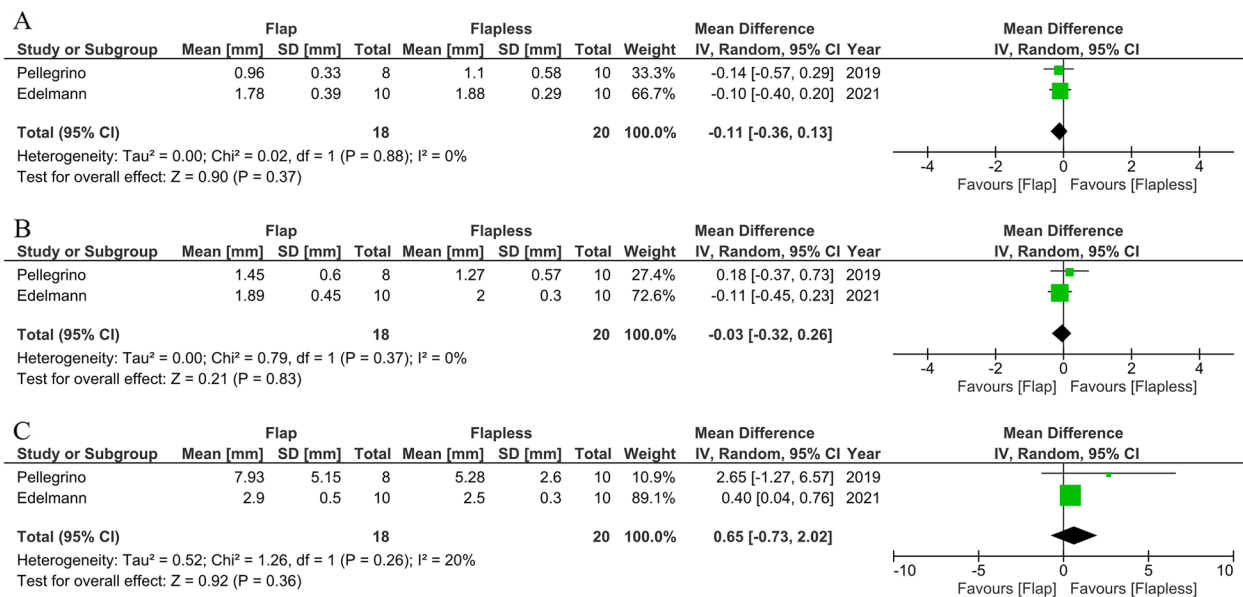 A
Flap Flapless Mean Difference Mean Difference
Study or Subgroup Mean [mm] SD [mm] Total Mean [mm] SD [mm] Total Weight IV, Random, 95% CI Year IV, Random, 95% CI
Pellegrino 0.96 0.33 8 1.1 0.58 10 33.3% -0.14 [-0.57, 0.29] 2019
Edelmann 1.78 0.39 10 1.88 0.29 10 66.7% -0.10 [-0.40, 0.20] 2021
Total (95% CI) 18 20 100.0% -0.11 [-0.36, 0.13]
Heterogeneity: Tau² = 0.00; Chi² = 0.02, df = 1 (P = 0.88); I² = 0%
Test for overall effect: Z = 0.90 (P = 0.37)
-4 -2 0 2 4
Favours [Flap] Favours [Flapless]
B
Flap Flapless Mean Difference Mean Difference
Study or Subgroup Mean [mm] SD [mm] Total Mean [mm] SD [mm] Total Weight IV, Random, 95% CI Year IV, Random, 95% CI
Pellegrino 1.45 0.6 8 1.27 0.57 10 27.4% 0.18 [-0.37, 0.73] 2019
Edelmann 1.89 0.45 10 2 0.3 10 72.6% -0.11 [-0.45, 0.23] 2021
Total (95% CI) 18 20 100.0% -0.03 [-0.32, 0.26]
Heterogeneity: Tau² = 0.00; Chi² = 0.79, df = 1 (P = 0.37); I² = 0%
Test for overall effect: Z = 0.21 (P = 0.83)
-4 -2 0 2 4
Favours [Flap] Favours [Flapless]
C
Flap Flapless Mean Difference Mean Difference
Study or Subgroup Mean [mm] SD [mm] Total Mean [mm] SD [mm] Total Weight IV, Random, 95% CI Year IV, Random, 95% CI
Pellegrino 7.93 5.15 8 5.28 2.6 10 10.9% 2.65 [-1.27, 6.57] 2019
Edelmann 2.9 0.5 10 2.5 0.3 10 89.1% 0.40 [0.04, 0.76] 2021
Total (95% CI) 18 20 100.0% 0.65 [-0.73, 2.02]
Heterogeneity: Tau² = 0.52; Chi² = 1.26, df = 1 (P = 0.26); I² = 20%
Test for overall effect: Z = 0.92 (P = 0.36)
-10 -5 0 5 10
Favours [Flap] Favours [Flapless]